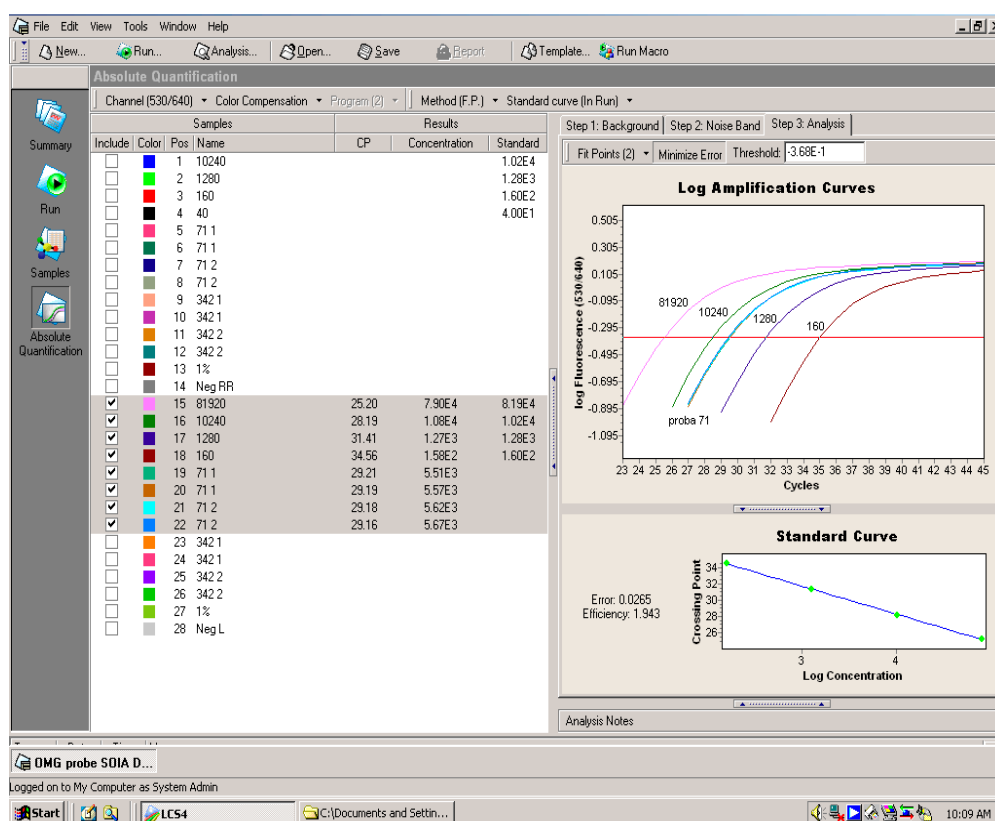 File Edit View Tools Window Help
New... Run... Analysis... Open... Save Report Template... Run Macro
Absolute Quantification
Channel (530/640) Color Compensation Program (2) Method (F.P.) Standard curve (In Run)
Samples Results
Include Color Pos Name CP Concentration Standard
1 10240 1.02E4
2 1280 1.28E3
3 160 1.60E2
4 40 4.00E1
5 71 1
6 71 1
7 71 2
8 71 2
9 342 1
10 342 1
11 342 2
12 342 2
13 1%
14 Neg RR
15 81920 25.20 7.90E4 8.19E4
16 10240 28.19 1.08E4 1.02E4
17 1280 31.41 1.27E3 1.28E3
18 160 34.56 1.58E2 1.60E2
19 71 1 29.21 5.51E3
20 71 1 29.19 5.57E3
21 71 2 29.18 5.62E3
22 71 2 29.16 5.67E3
23 342 1
24 342 1
25 342 2
26 342 2
27 1%
28 Neg L
Summary
Run
Samples
Absolute
Quantification
Step 1: Background Step 2: Noise Band Step 3: Analysis
Fit Points (2) Minimize Error Threshold: -3.68E-1
Log Amplification Curves
log Fluorescence (530/640)
0.505
0.305
0.105
-0.095
-0.295
-0.495
-0.695
-0.895
-1.095
81920
10240
1280
160
proba 71
23 24 25 26 27 28 29 30 31 32 33 34 35 36 37 38 39 40 41 42 43 44 45
Cycles
Standard Curve
Error: 0.0265
Efficiency: 1.943
Crossing Point
34
32
30
28
26
3 4
Log Concentration
Analysis Notes
OMG probe SOIA D...
Logged on to My Computer as System Admin
Start LCS4 C:\Documents and Settin... 10:09 AM